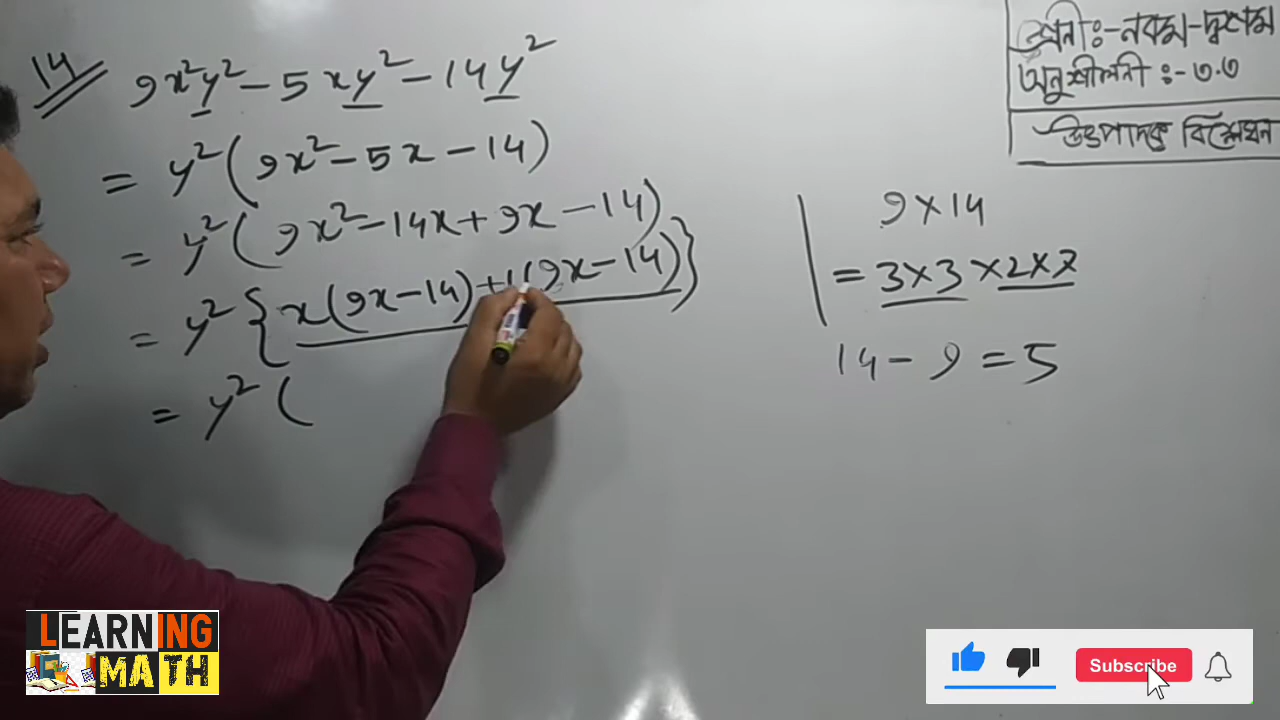 14
9x²y² - 5xy² - 14y²
= y² (9x² - 5x - 14)
= y² (9x² - 14x + 9x - 14)
= y² {x(9x - 14) + 1(9x - 14)}
= y² (
9 × 14
= 3 × 3 × 2 × 7
14 - 9 = 5
শ্রেনী ঃ- নবম - দশম
অনুশীলনী ঃ- ৩.৩
উৎপাদকে বিশ্লেষন
LEARNING
MATH
Subscribe